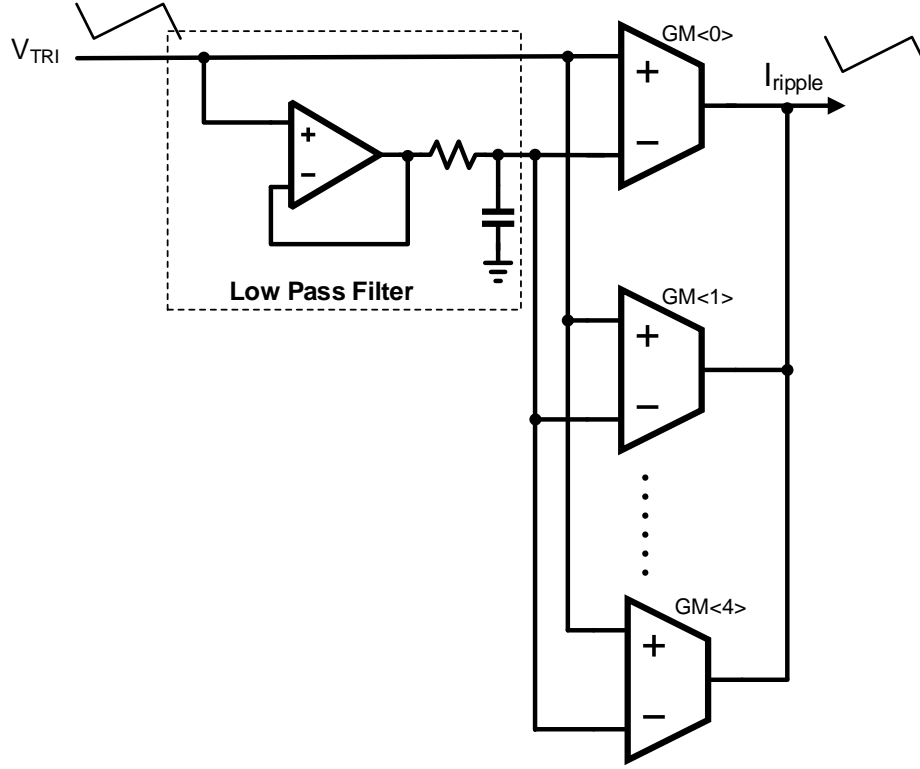 GM<0>
V_TRI
+
I_ripple
+
−
−
Low Pass Filter
GM<1>
+
−
GM<4>
+
−